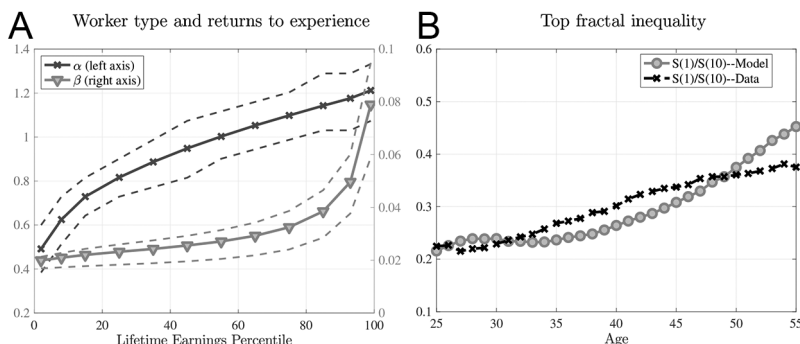 A
Worker type and returns to experience
1.4
1.2
1
0.8
0.6
0.4
0.2
0.1
0.08
0.06
0.04
0.02
0
α (left axis)
β (right axis)
0 20 40 60 80 100
Lifetime Earnings Percentile
B
Top fractal inequality
0.6
0.5
0.4
0.3
0.2
0.1
S(1)/S(10)--Model
S(1)/S(10)--Data
25 30 35 40 45 50 55
Age